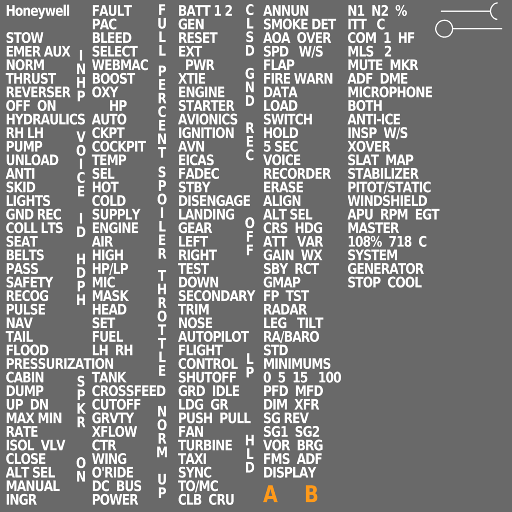 Honeywell
STOW
EMER AUX
NORM
THRUST
REVERSER
OFF ON
HYDRAULICS
RH LH
PUMP
UNLOAD
ANTI
SKID
LIGHTS
GND REC
COLL LTS
SEAT
BELTS
PASS
SAFETY
RECOG
PULSE
NAV
TAIL
FLOOD
PRESSURIZATION
CABIN
DUMP
UP DN
MAX MIN
RATE
ISOL VLV
CLOSE
ALT SEL
MANUAL
INGR
INHP
VOICE
ID
HDPH
SPKR
ON
FAULT
PAC
BLEED
SELECT
WEBMAC
BOOST
OXY
HP
AUTO
CKPT
COCKPIT
TEMP
SEL
HOT
COLD
SUPPLY
ENGINE
AIR
HIGH
HP/LP
MIC
MASK
HEAD
SET
FUEL
LH RH
TANK
CROSSFEED
CUTOFF
GRVTY
XFLOW
CTR
WING
O'RIDE
DC BUS
POWER
FULL
PERCENT
SPOILER
THROTTLE
NORM
UP
BATT 1 2
GEN
RESET
EXT
PWR
XTIE
ENGINE
STARTER
AVIONICS
IGNITION
AVN
EICAS
FADEC
STBY
DISENGAGE
LANDING
GEAR
LEFT
RIGHT
TEST
DOWN
SECONDARY
TRIM
NOSE
AUTOPILOT
FLIGHT
CONTROL
SHUTOFF
GRD IDLE
LDG GR
PUSH PULL
FAN
TURBINE
TAXI
SYNC
TO/MC
CLB CRU
CLSD
GND
REC
OFF
LP
HLD
ANNUN
SMOKE DET
AOA OVER
SPD W/S
FLAP
FIRE WARN
DATA
LOAD
SWITCH
HOLD
5 SEC
VOICE
RECORDER
ERASE
ALIGN
ALT SEL
CRS HDG
ATT VAR
GAIN WX
SBY RCT
GMAP
FP TST
RADAR
LEG TILT
RA/BARO
STD
MINIMUMS
0 5 15 100
PFD MFD
DIM XFR
SG REV
SG1 SG2
VOR BRG
FMS ADF
DISPLAY
A B
N1 N2 %
ITT C
COM 1 HF
MLS 2
MUTE MKR
ADF DME
MICROPHONE
BOTH
ANTI-ICE
INSP W/S
XOVER
SLAT MAP
STABILIZER
PITOT/STATIC
WINDSHIELD
APU RPM EGT
MASTER
108% 718 C
SYSTEM
GENERATOR
STOP COOL